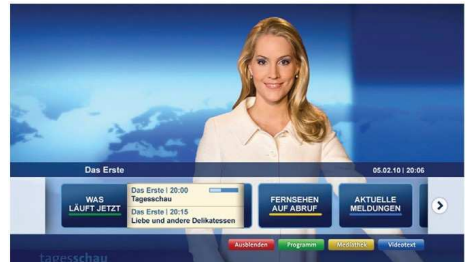 Das Erste
05.02.10 | 20:06
WAS
LÄUFT JETZT
Das Erste | 20:00
Tagesschau
Das Erste | 20:15
Liebe und andere Delikatessen
FERNSEHEN
AUF ABRUF
AKTUELLE
MELDUNGEN
Ausblenden
Programm
Mediathek
Videotext
tagesschau